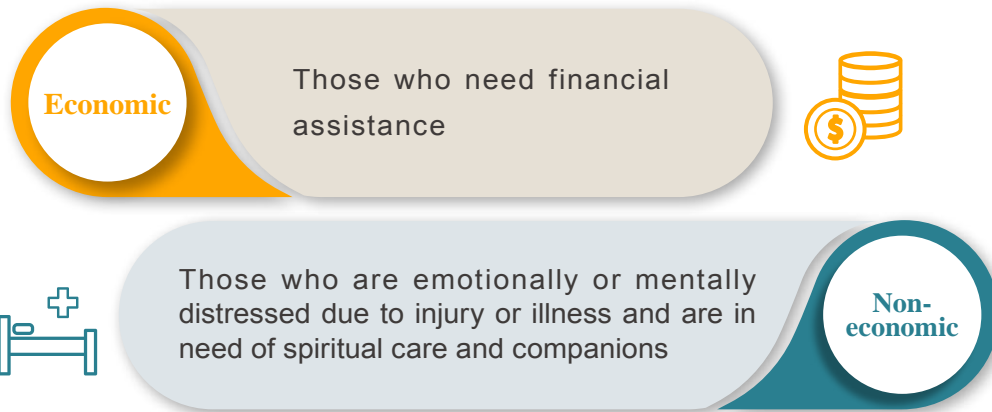 Economic
Those who need financial
assistance
$
Those who are emotionally or mentally
distressed due to injury or illness and are in
need of spiritual care and companions
Non-
economic